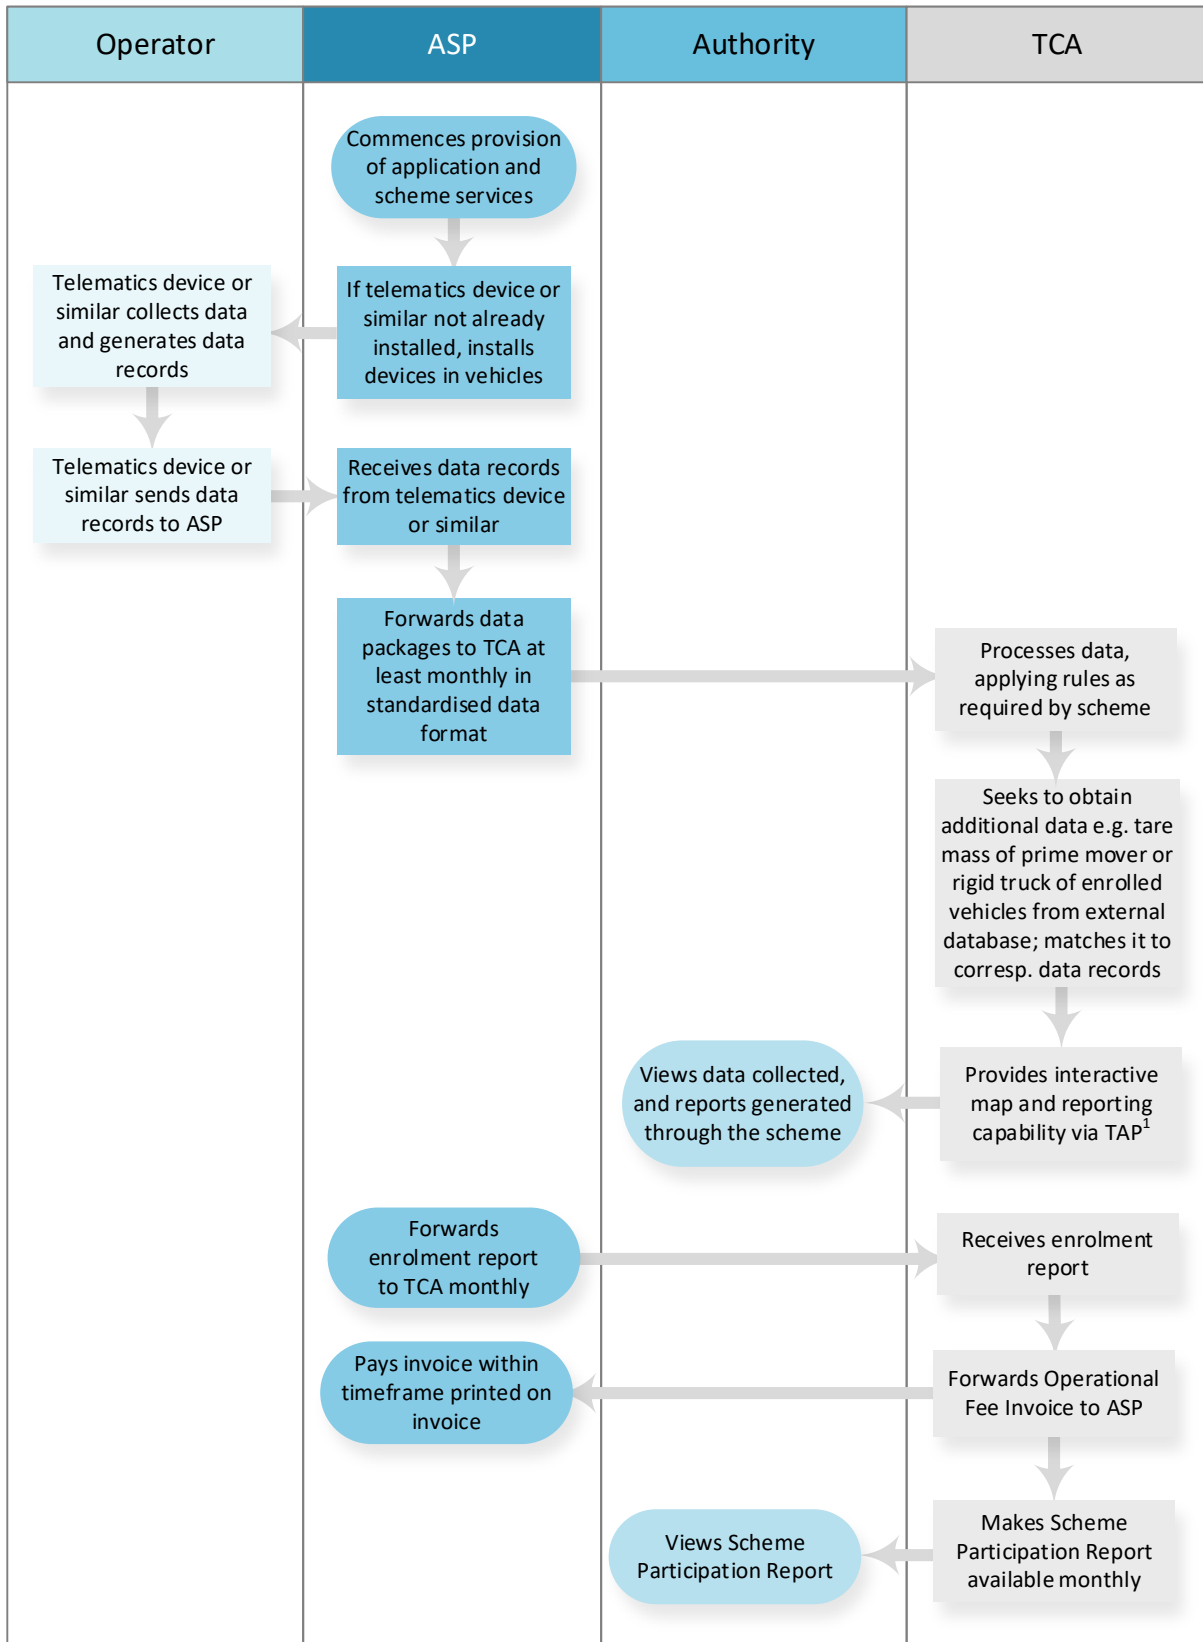 Operator
ASP
Authority
TCA
Commences provision
of application and
scheme services
Telematics device or
similar collects data
and generates data
records
If telematics device or
similar not already
installed, installs
devices in vehicles
Telematics device or
similar sends data
records to ASP
Receives data records
from telematics device
or similar
Forwards data
packages to TCA at
least monthly in
standardised data
format
Processes data,
applying rules as
required by scheme
Seeks to obtain
additional data e.g. tare
mass of prime mover or
rigid truck of enrolled
vehicles from external
database; matches it to
corresp. data records
Views data collected,
and reports generated
through the scheme
Provides interactive
map and reporting
capability via TAP1
Forwards
enrolment report
to TCA monthly
Receives enrolment
report
Pays invoice within
timeframe printed on
invoice
Forwards Operational
Fee Invoice to ASP
Views Scheme
Participation Report
Makes Scheme
Participation Report
available monthly